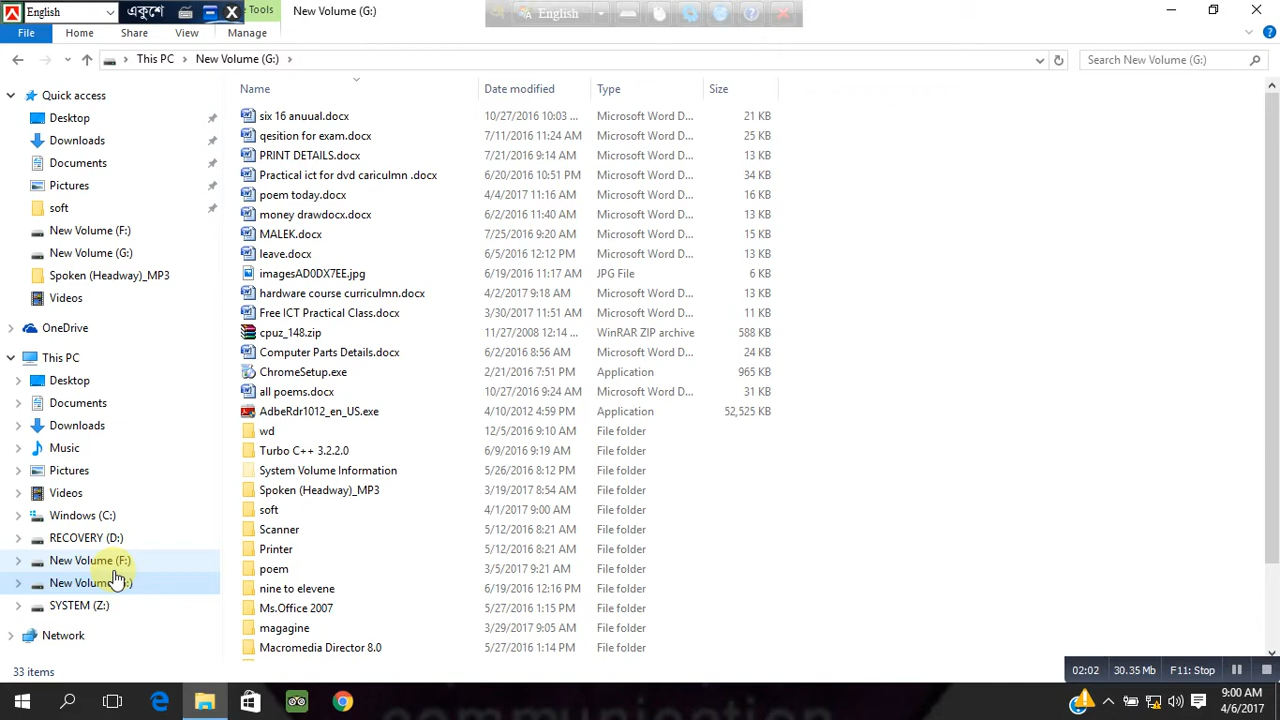 English
একুশে
Tools
New Volume (G:)
English
File
Home
Share
View
Manage
This PC
New Volume (G:)
Search New Volume (G:)
Quick access
Desktop
Downloads
Documents
Pictures
soft
New Volume (F:)
New Volume (G:)
Spoken (Headway)_MP3
Videos
OneDrive
This PC
Desktop
Documents
Downloads
Music
Pictures
Videos
Windows (C:)
RECOVERY (D:)
New Volume (F:)
New Volum
SYSTEM (Z:)
Network
Name Date modified Type Size
six 16 anuual.docx 10/27/2016 10:03 ... Microsoft Word D... 21 KB
qesition for exam.docx 7/11/2016 11:24 AM Microsoft Word D... 25 KB
PRINT DETAILS.docx 7/21/2016 9:14 AM Microsoft Word D... 13 KB
Practical ict for dvd cariculmn .docx 6/20/2016 10:51 PM Microsoft Word D... 34 KB
poem today.docx 4/4/2017 11:16 AM Microsoft Word D... 16 KB
money drawdocx.docx 6/2/2016 11:40 AM Microsoft Word D... 13 KB
MALEK.docx 7/25/2016 9:20 AM Microsoft Word D... 15 KB
leave.docx 6/5/2016 12:12 PM Microsoft Word D... 13 KB
imagesAD0DX7EE.jpg 6/19/2016 11:17 AM JPG File 6 KB
hardware course curriculmn.docx 4/2/2017 9:18 AM Microsoft Word D... 13 KB
Free ICT Practical Class.docx 3/30/2017 11:51 AM Microsoft Word D... 11 KB
cpuz_148.zip 11/27/2008 12:14 ... WinRAR ZIP archive 588 KB
Computer Parts Details.docx 6/2/2016 8:56 AM Microsoft Word D... 24 KB
ChromeSetup.exe 2/21/2016 7:51 PM Application 965 KB
all poems.docx 10/27/2016 9:24 AM Microsoft Word D... 31 KB
AdbeRdr1012_en_US.exe 4/10/2012 4:59 PM Application 52,525 KB
wd 12/5/2016 9:10 AM File folder
Turbo C++ 3.2.2.0 6/9/2016 9:19 AM File folder
System Volume Information 5/26/2016 8:12 PM File folder
Spoken (Headway)_MP3 3/19/2017 8:54 AM File folder
soft 4/1/2017 9:00 AM File folder
Scanner 5/12/2016 8:21 AM File folder
Printer 5/12/2016 8:21 AM File folder
poem 3/5/2017 9:21 AM File folder
nine to elevene 6/19/2016 12:16 PM File folder
Ms.Office 2007 5/27/2016 1:15 PM File folder
magagine 3/29/2017 9:05 AM File folder
Macromedia Director 8.0 5/27/2016 1:14 PM File folder
33 items
02:02 30.35 Mb F11: Stop
9:00 AM
4/6/2017